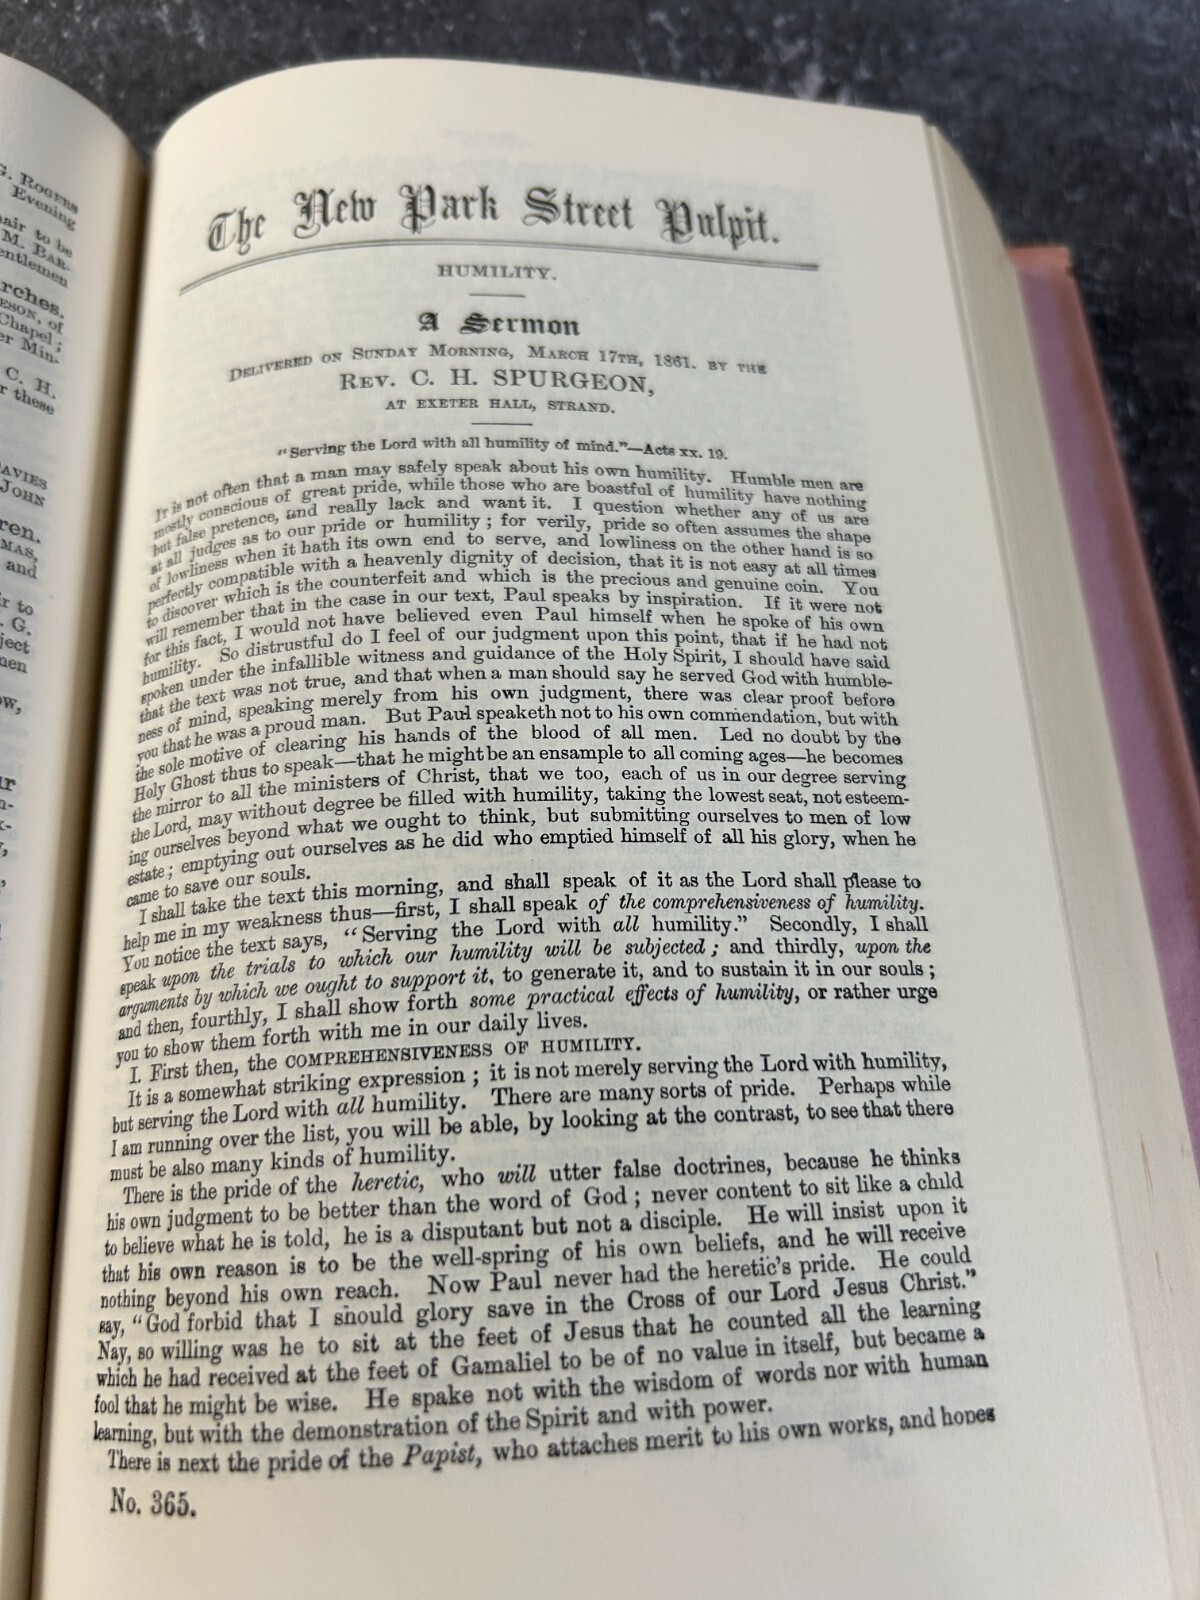 G. ROGERS
Evening
air to be
M. BAR-
entlemen
rches.
ESON, of
Chapel;
er Min-
C. H.
r these
AVIES
JOHN
ren.
MAS,
and
ir to
G.
ject
men
ow,
The New Park Street Pulpit.
HUMILITY.
A Sermon
DELIVERED ON SUNDAY MORNING, MARCH 17TH, 1861. BY THE
REV. C. H. SPURGEON,
AT EXETER HALL, STRAND.
"Serving the Lord with all humility of mind."—Acts xx. 19.
IT is not often that a man may safely speak about his own humility. Humble men are
mostly conscious of great pride, while those who are boastful of humility have nothing
but false pretence, and really lack and want it. I question whether any of us are
at all judges as to our pride or humility; for verily, pride so often assumes the shape
of lowliness when it hath its own end to serve, and lowliness on the other hand is so
perfectly compatible with a heavenly dignity of decision, that it is not easy at all times
to discover which is the counterfeit and which is the precious and genuine coin. You
will remember that in the case in our text, Paul speaks by inspiration. If it were not
for this fact, I would not have believed even Paul himself when he spoke of his own
humility. So distrustful do I feel of our judgment upon this point, that if he had not
spoken under the infallible witness and guidance of the Holy Spirit, I should have said
that the text was not true, and that when a man should say he served God with humble-
ness of mind, speaking merely from his own judgment, there was clear proof before
you that he was a proud man. But Paul speaketh not to his own commendation, but with
the sole motive of clearing his hands of the blood of all men. Led no doubt by the
Holy Ghost thus to speak—that he might be an ensample to all coming ages—he becomes
the mirror to all the ministers of Christ, that we too, each of us in our degree serving
the Lord, may without degree be filled with humility, taking the lowest seat, not esteem-
ing ourselves beyond what we ought to think, but submitting ourselves to men of low
estate; emptying out ourselves as he did who emptied himself of all his glory, when he
came to save our souls.
I shall take the text this morning, and shall speak of it as the Lord shall please to
help me in my weakness thus—first, I shall speak of the comprehensiveness of humility.
You notice the text says, "Serving the Lord with all humility." Secondly, I shall
speak upon the trials to which our humility will be subjected; and thirdly, upon the
arguments by which we ought to support it, to generate it, and to sustain it in our souls;
and then, fourthly, I shall show forth some practical effects of humility, or rather urge
you to show them forth with me in our daily lives.
I. First then, the COMPREHENSIVENESS OF HUMILITY.
It is a somewhat striking expression; it is not merely serving the Lord with humility,
but serving the Lord with all humility. There are many sorts of pride. Perhaps while
I am running over the list, you will be able, by looking at the contrast, to see that there
must be also many kinds of humility.
There is the pride of the heretic, who will utter false doctrines, because he thinks
his own judgment to be better than the word of God; never content to sit like a child
to believe what he is told, he is a disputant but not a disciple. He will insist upon it
that his own reason is to be the well-spring of his own beliefs, and he will receive
nothing beyond his own reach. Now Paul never had the heretic's pride. He could
say, "God forbid that I should glory save in the Cross of our Lord Jesus Christ."
Nay, so willing was he to sit at the feet of Jesus that he counted all the learning
which he had received at the feet of Gamaliel to be of no value in itself, but became a
fool that he might be wise. He spake not with the wisdom of words nor with human
learning, but with the demonstration of the Spirit and with power.
There is next the pride of the Papist, who attaches merit to his own works, and hopes
No. 365.